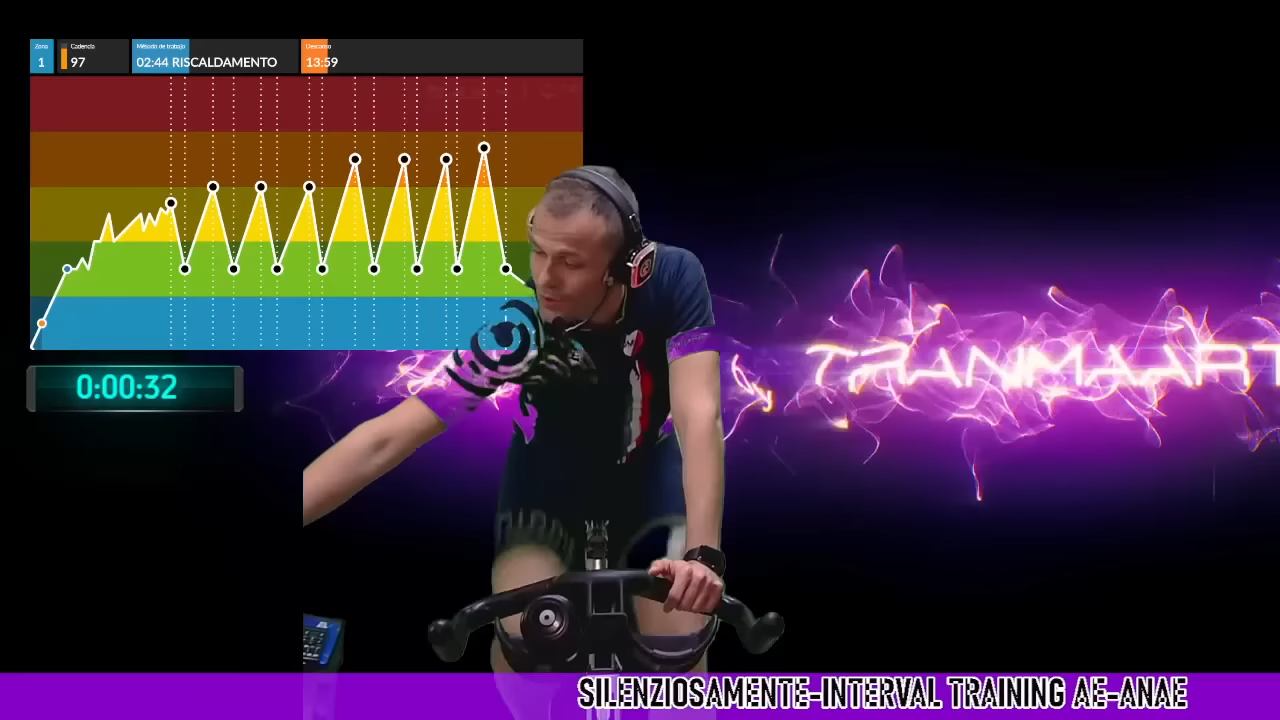 Zona
1
Cadencia
97
Método de trabajo
02:44 RISCALDAMENTO
Descanso
13:59
0:00:32
TRANMAART
SILENZIOSAMENTE-INTERVAL TRAINING AE-ANAE